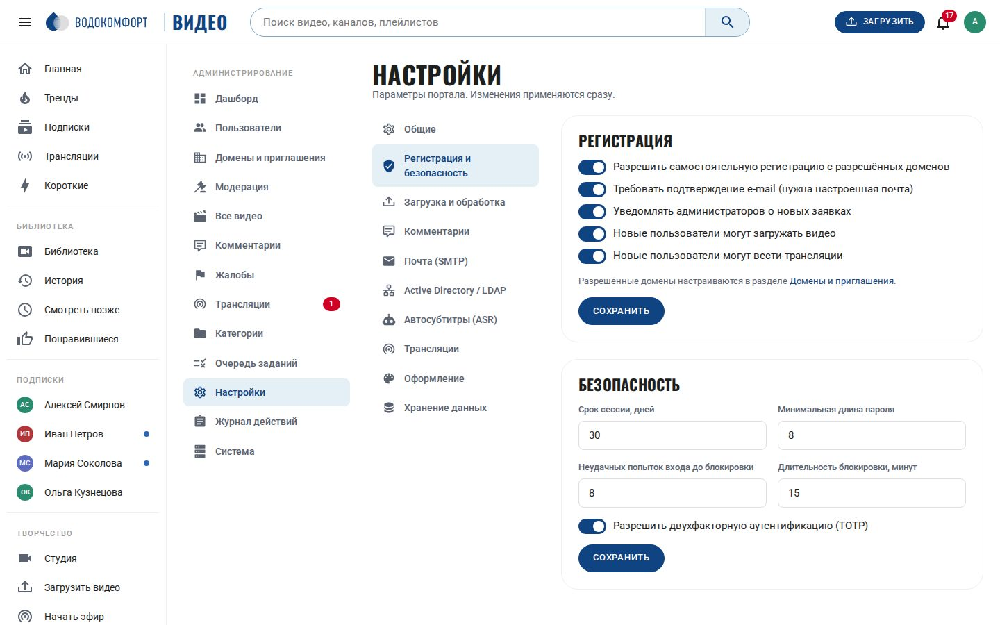 ВОДОКОМФОРТ
ВИДЕО
Поиск видео, каналов, плейлистов
ЗАГРУЗИТЬ
17
А
Главная
Тренды
Подписки
Трансляции
Короткие
БИБЛИОТЕКА
Библиотека
История
Смотреть позже
Понравившиеся
ПОДПИСКИ
АС Алексей Смирнов
ИП Иван Петров
МС Мария Соколова
ОК Ольга Кузнецова
ТВОРЧЕСТВО
Студия
Загрузить видео
Начать эфир
АДМИНИСТРИРОВАНИЕ
Дашборд
Пользователи
Домены и приглашения
Модерация
Все видео
Комментарии
Жалобы
Трансляции 1
Категории
Очередь заданий
Настройки
Журнал действий
Система
НАСТРОЙКИ
Параметры портала. Изменения применяются сразу.
Общие
Регистрация и
безопасность
Загрузка и обработка
Комментарии
Почта (SMTP)
Active Directory / LDAP
Автосубтитры (ASR)
Трансляции
Оформление
Хранение данных
РЕГИСТРАЦИЯ
Разрешить самостоятельную регистрацию с разрешённых доменов
Требовать подтверждение e-mail (нужна настроенная почта)
Уведомлять администраторов о новых заявках
Новые пользователи могут загружать видео
Новые пользователи могут вести трансляции
Разрешённые домены настраиваются в разделе Домены и приглашения.
СОХРАНИТЬ
БЕЗОПАСНОСТЬ
Срок сессии, дней
30
Минимальная длина пароля
8
Неудачных попыток входа до блокировки
8
Длительность блокировки, минут
15
Разрешить двухфакторную аутентификацию (TOTP)
СОХРАНИТЬ